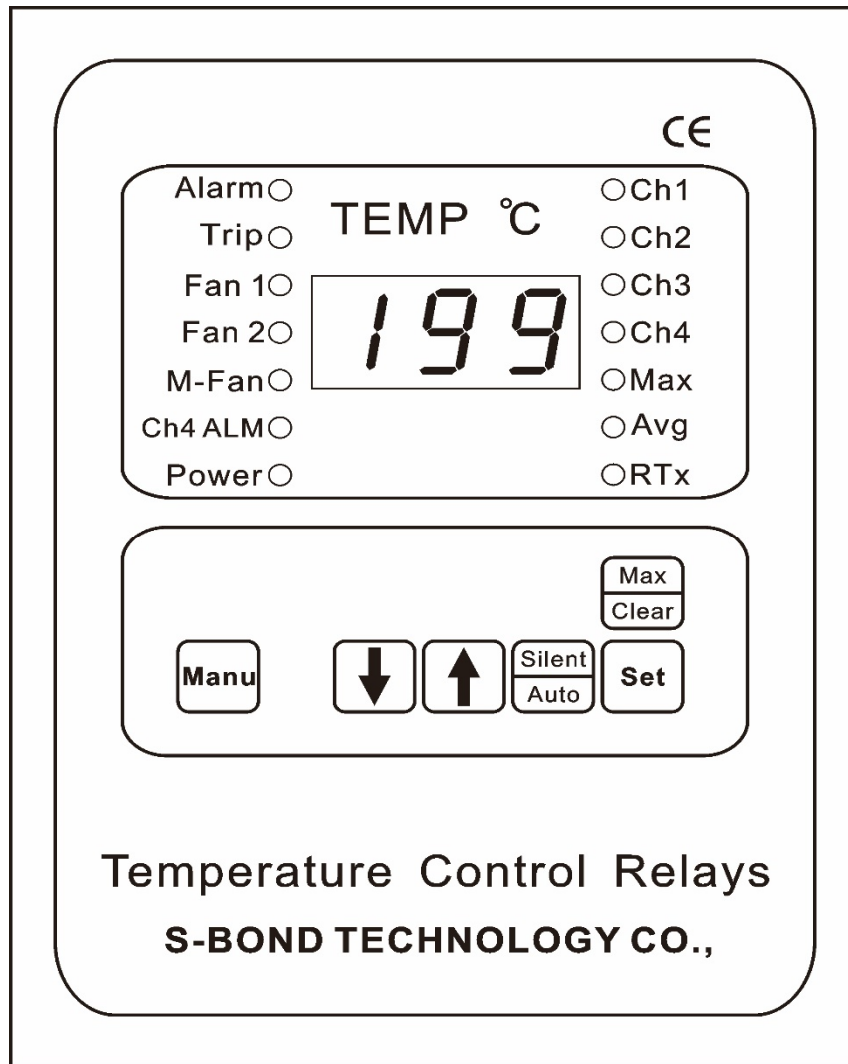 CE
Alarm
Trip
Fan 1
Fan 2
M-Fan
Ch4 ALM
Power
TEMP ℃
199
Ch1
Ch2
Ch3
Ch4
Max
Avg
RTx
Max
Clear
Manu
Silent
Auto
Set
Temperature Control Relays
S-BOND TECHNOLOGY CO.,